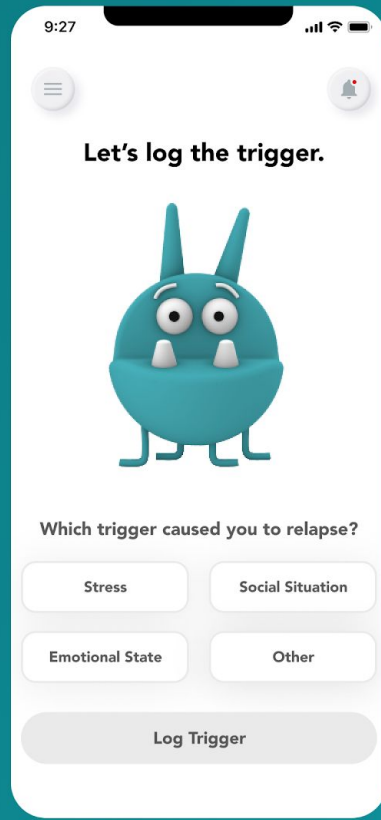 9:27
Let's log the trigger.
Which trigger caused you to relapse?
Stress
Social Situation
Emotional State
Other
Log Trigger